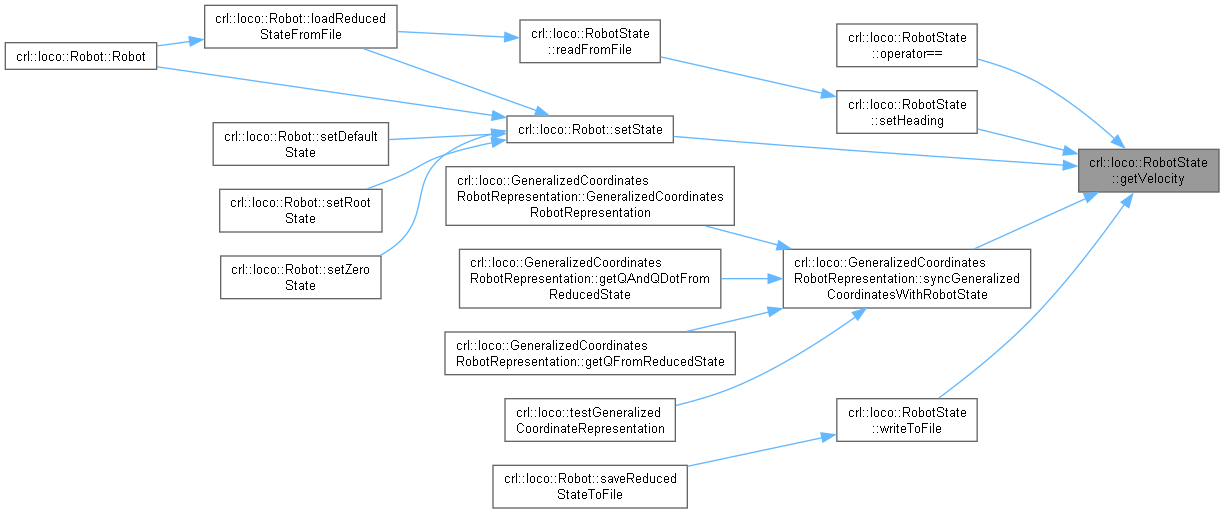 crl::loco::Robot::loadReduced
StateFromFile
crl::loco::Robot::Robot
crl::loco::RobotState
::readFromFile
crl::loco::RobotState
::operator==
crl::loco::RobotState
::setHeading
crl::loco::Robot::setState
crl::loco::Robot::setDefault
State
crl::loco::RobotState
::getVelocity
crl::loco::GeneralizedCoordinates
RobotRepresentation::GeneralizedCoordinates
RobotRepresentation
crl::loco::Robot::setRoot
State
crl::loco::Robot::setZero
State
crl::loco::GeneralizedCoordinates
RobotRepresentation::getQAndQDotFrom
ReducedState
crl::loco::GeneralizedCoordinates
RobotRepresentation::syncGeneralized
CoordinatesWithRobotState
crl::loco::GeneralizedCoordinates
RobotRepresentation::getQFromReducedState
crl::loco::testGeneralized
CoordinateRepresentation
crl::loco::RobotState
::writeToFile
crl::loco::Robot::saveReduced
StateToFile